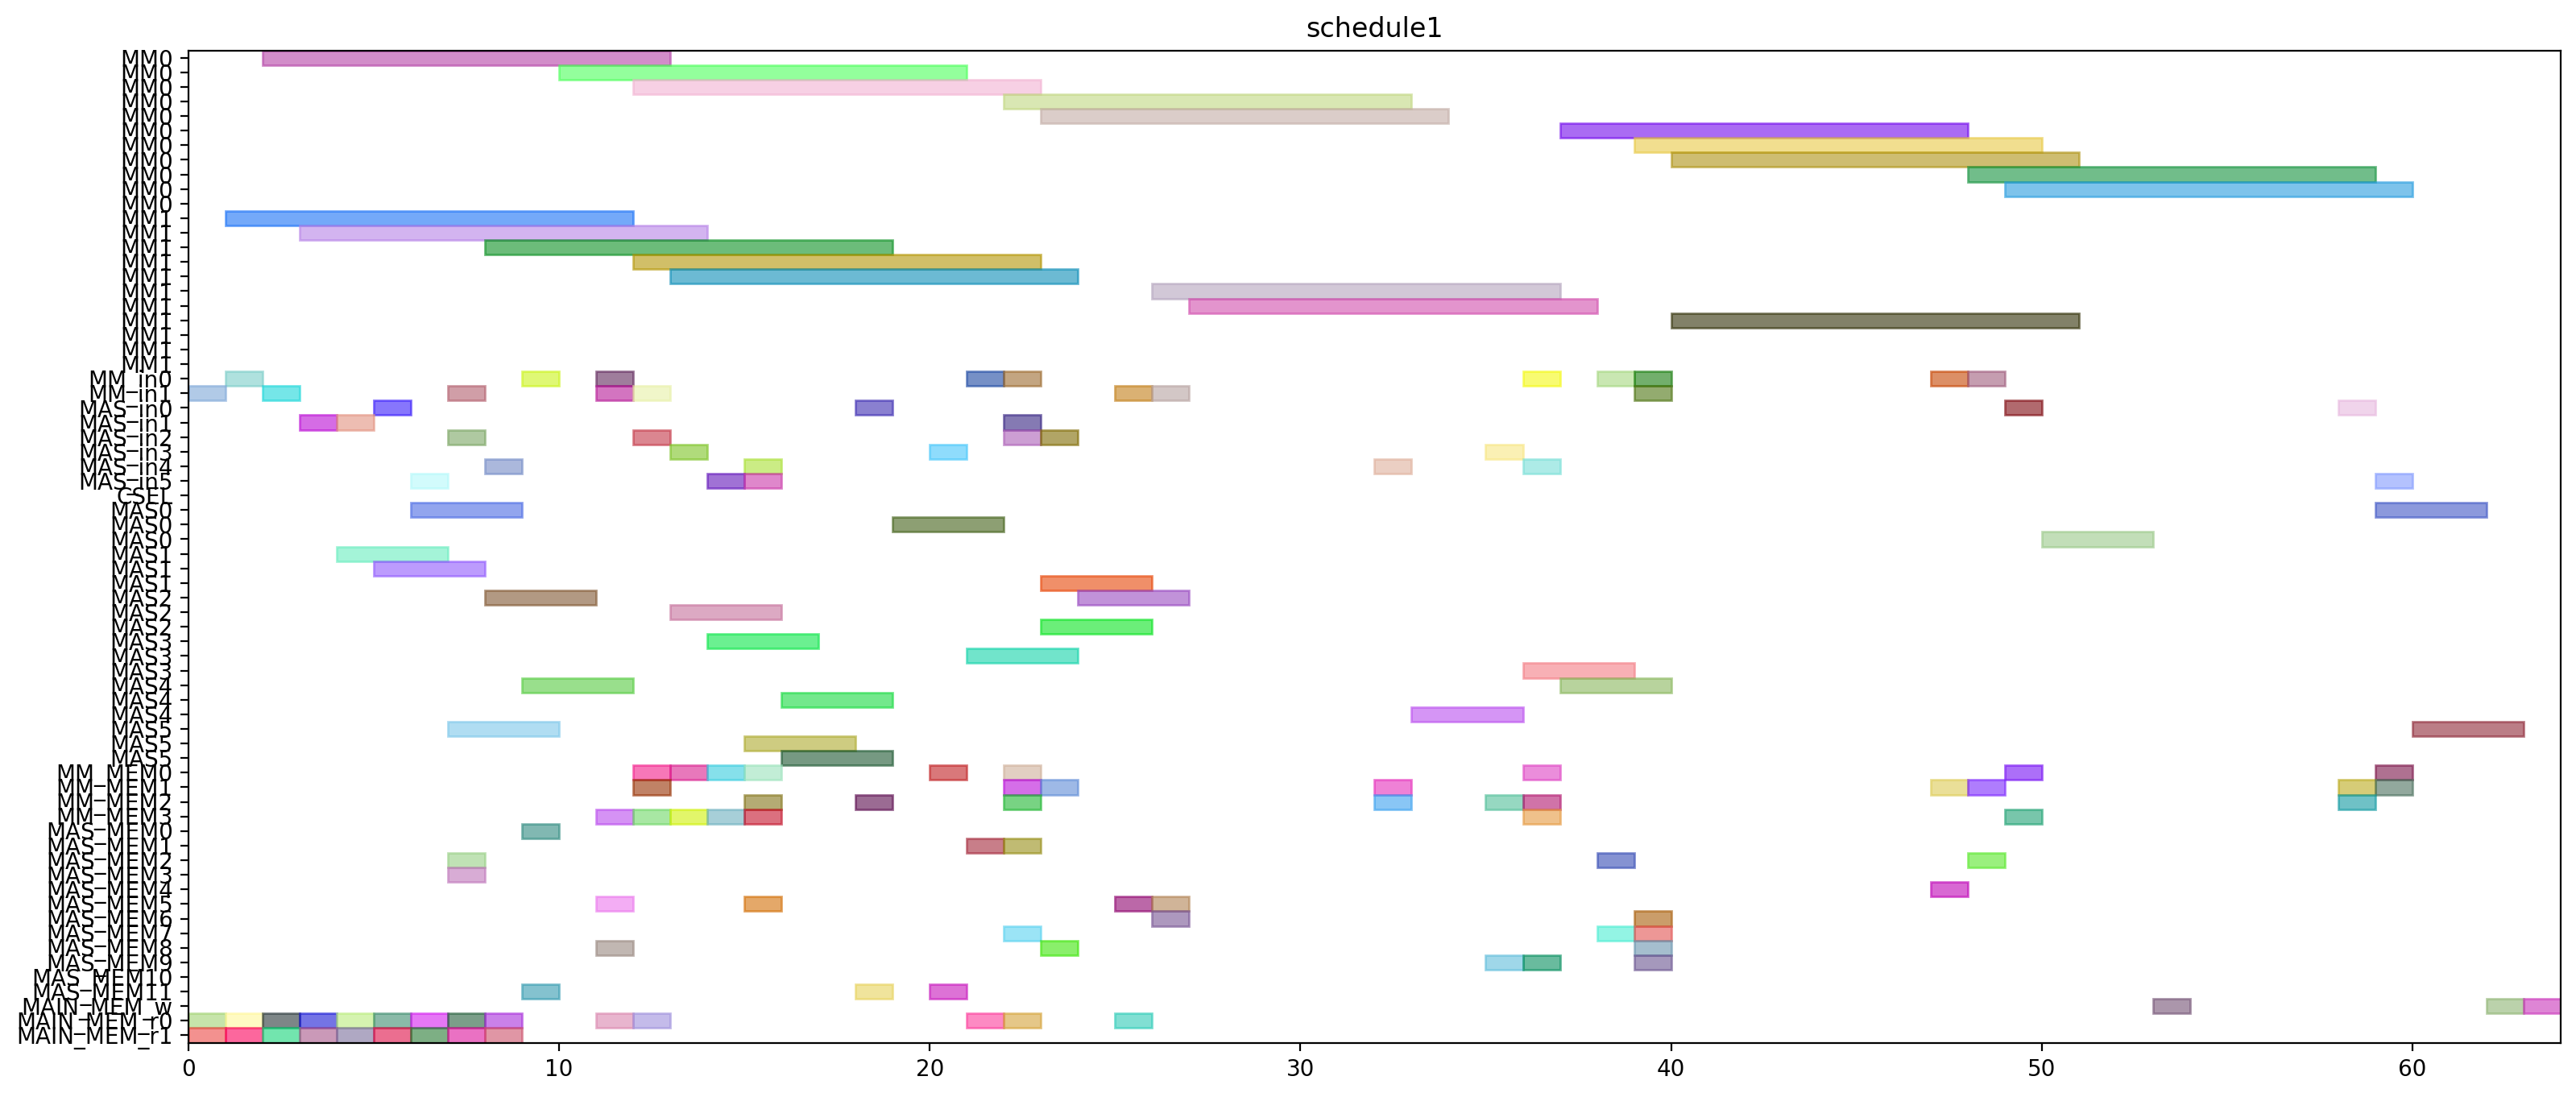 schedule1
MM0
MM0
MM0
MM0
MM0
MM0
MM0
MM0
MM0
MM0
MM0
MM1
MM1
MM1
MM1
MM1
MM1
MM1
MM1
MM1
MM1
MM1
MM_in0
MM_in1
MAS_in0
MAS_in1
MAS_in2
MAS_in3
MAS_in4
MAS_in5
CSEL
MAS0
MAS0
MAS0
MAS1
MAS1
MAS1
MAS2
MAS2
MAS2
MAS3
MAS3
MAS3
MAS4
MAS4
MAS4
MAS5
MAS5
MAS5
MM_MEM0
MM_MEM1
MM_MEM2
MM_MEM3
MAS_MEM0
MAS_MEM1
MAS_MEM2
MAS_MEM3
MAS_MEM4
MAS_MEM5
MAS_MEM6
MAS_MEM7
MAS_MEM8
MAS_MEM9
MAS_MEM10
MAS_MEM11
MAIN_MEM_w
MAIN_MEM_r0
MAIN_MEM_r1
0 10 20 30 40 50 60